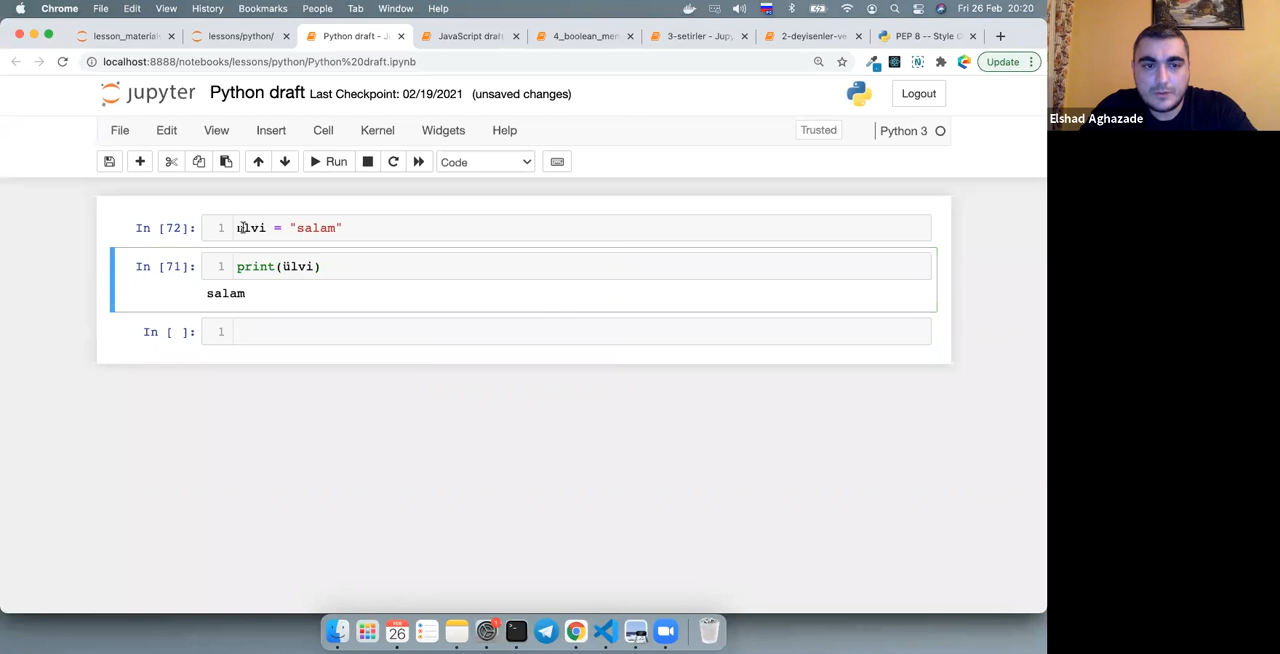 Chrome File Edit View History Bookmarks People Tab Window Help Fri 26 Feb 20:20
lesson_material lessons/python/ Python draft - J JavaScript draft 4_boolean_mer 3-setirler - Jupy 2-deyisenler-ve PEP 8 -- Style G
localhost:8888/notebooks/lessons/python/Python%20draft.ipynb Update
jupyter Python draft Last Checkpoint: 02/19/2021 (unsaved changes) Logout
Elshad Aghazade
File Edit View Insert Cell Kernel Widgets Help Trusted Python 3
Run Code
In [72]: 1 ülvi = "salam"
In [71]: 1 print(ülvi)
salam
In [ ]: 1
FEB
26